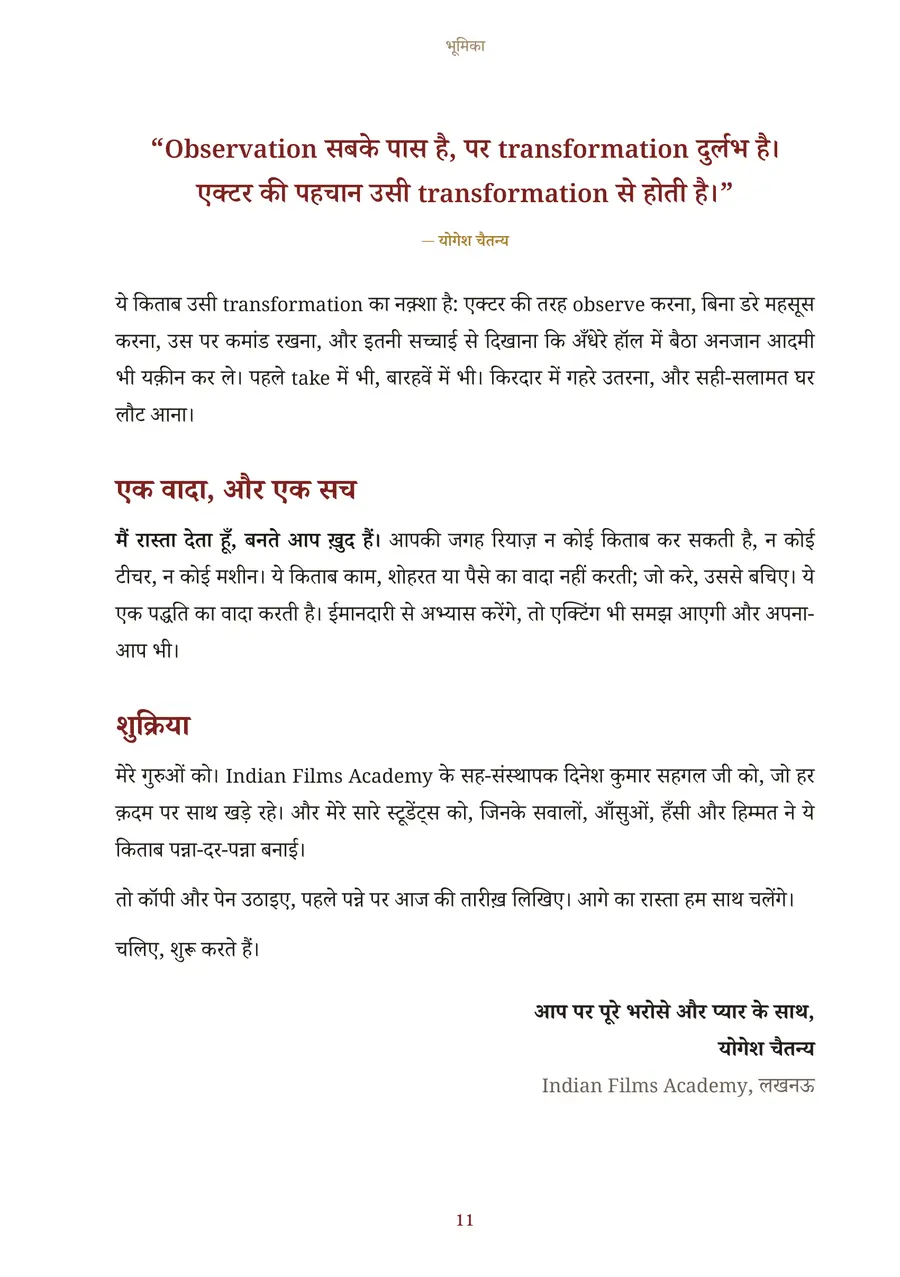 भूमिका
“Observation सबके पास है, पर transformation दुर्लभ है।
एक्टर की पहचान उसी transformation से होती है।”
— योगेश चैतन्य
ये किताब उसी transformation का नक़्शा है: एक्टर की तरह observe करना, बिना डरे महसूस
करना, उस पर कमांड रखना, और इतनी सच्चाई से दिखाना कि अँधेरे हॉल में बैठा अनजान आदमी
भी यक़ीन कर ले। पहले take में भी, बारहवें में भी। किरदार में गहरे उतरना, और सही-सलामत घर
लौट आना।
एक वादा, और एक सच
मैं रास्ता देता हूँ, बनते आप ख़ुद हैं। आपकी जगह रियाज़ न कोई किताब कर सकती है, न कोई
टीचर, न कोई मशीन। ये किताब काम, शोहरत या पैसे का वादा नहीं करती; जो करे, उससे बचिए। ये
एक पद्धति का वादा करती है। ईमानदारी से अभ्यास करेंगे, तो एक्टिंग भी समझ आएगी और अपना-
आप भी।
शुक्रिया
मेरे गुरुओं को। Indian Films Academy के सह-संस्थापक दिनेश कुमार सहगल जी को, जो हर
क़दम पर साथ खड़े रहे। और मेरे सारे स्टूडेंट्स को, जिनके सवालों, आँसुओं, हँसी और हिम्मत ने ये
किताब पन्ना-दर-पन्ना बनाई।
तो कॉपी और पेन उठाइए, पहले पन्ने पर आज की तारीख़ लिखिए। आगे का रास्ता हम साथ चलेंगे।
चलिए, शुरू करते हैं।
आप पर पूरे भरोसे और प्यार के साथ,
योगेश चैतन्य
Indian Films Academy, लखनऊ
11